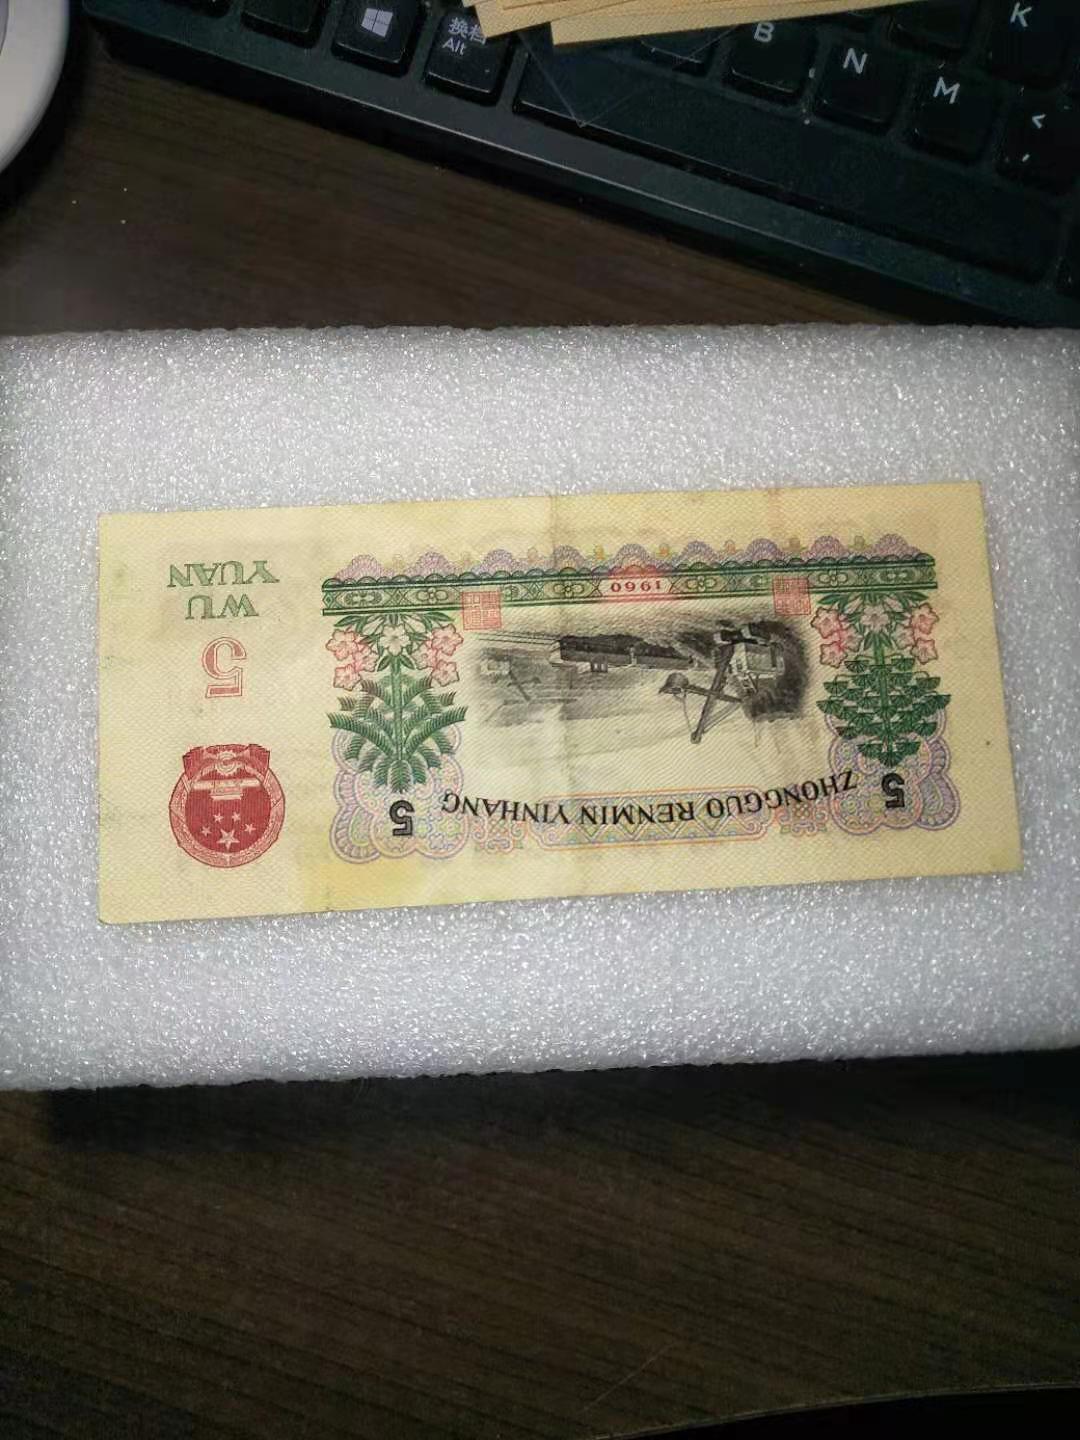 换档
Alt
B
N
M
K
<
,
ZHONGGUO RENMIN YINHANG
5
5
1960
5
WU
YUAN